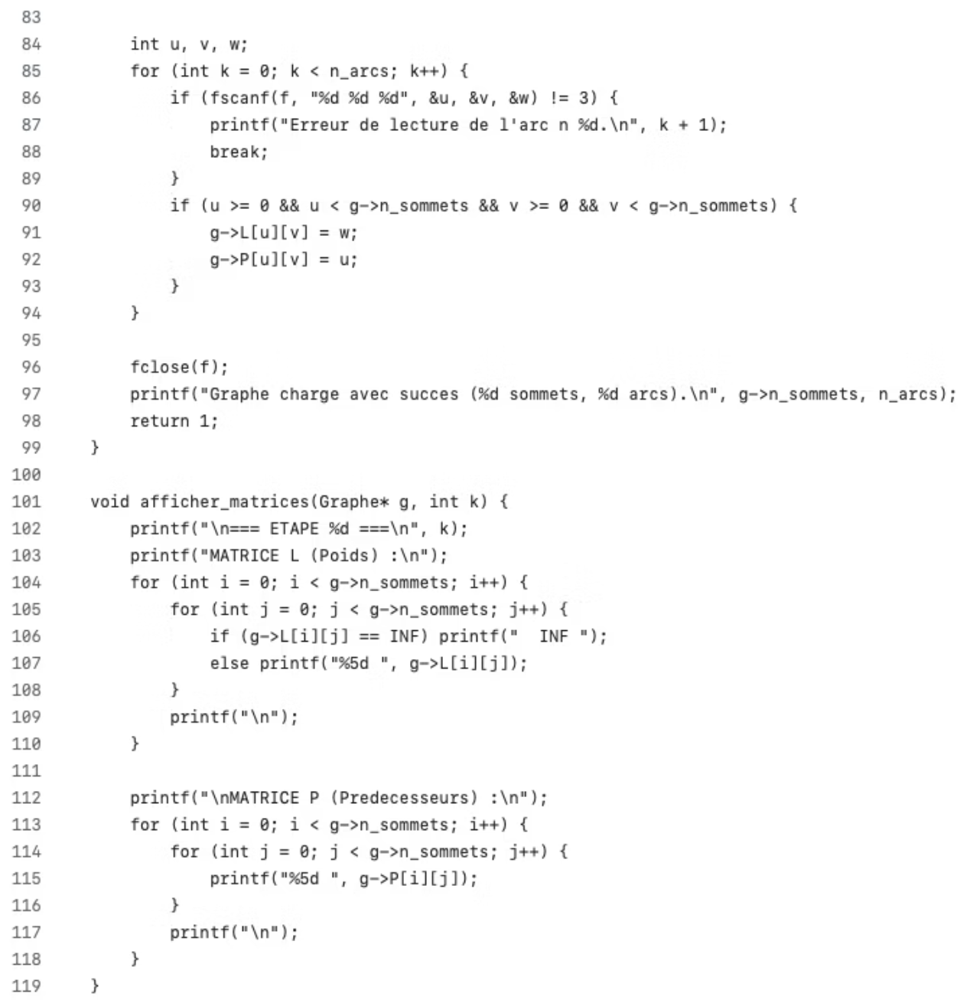 83
84 int u, v, w;
85 for (int k = 0; k < n_arcs; k++) {
86 if (fscanf(f, "%d %d %d", &u, &v, &w) != 3) {
87 printf("Erreur de lecture de l'arc n %d.\n", k + 1);
88 break;
89 }
90 if (u >= 0 && u < g->n_sommets && v >= 0 && v < g->n_sommets) {
91 g->L[u][v] = w;
92 g->P[u][v] = u;
93 }
94 }
95
96 fclose(f);
97 printf("Graphe charge avec succes (%d sommets, %d arcs).\n", g->n_sommets, n_arcs);
98 return 1;
99 }
100
101 void afficher_matrices(Graphe* g, int k) {
102 printf("\n=== ETAPE %d ===\n", k);
103 printf("MATRICE L (Poids) :\n");
104 for (int i = 0; i < g->n_sommets; i++) {
105 for (int j = 0; j < g->n_sommets; j++) {
106 if (g->L[i][j] == INF) printf("  INF ");
107 else printf("%5d ", g->L[i][j]);
108 }
109 printf("\n");
110 }
111
112 printf("\nMATRICE P (Predecesseurs) :\n");
113 for (int i = 0; i < g->n_sommets; i++) {
114 for (int j = 0; j < g->n_sommets; j++) {
115 printf("%5d ", g->P[i][j]);
116 }
117 printf("\n");
118 }
119 }